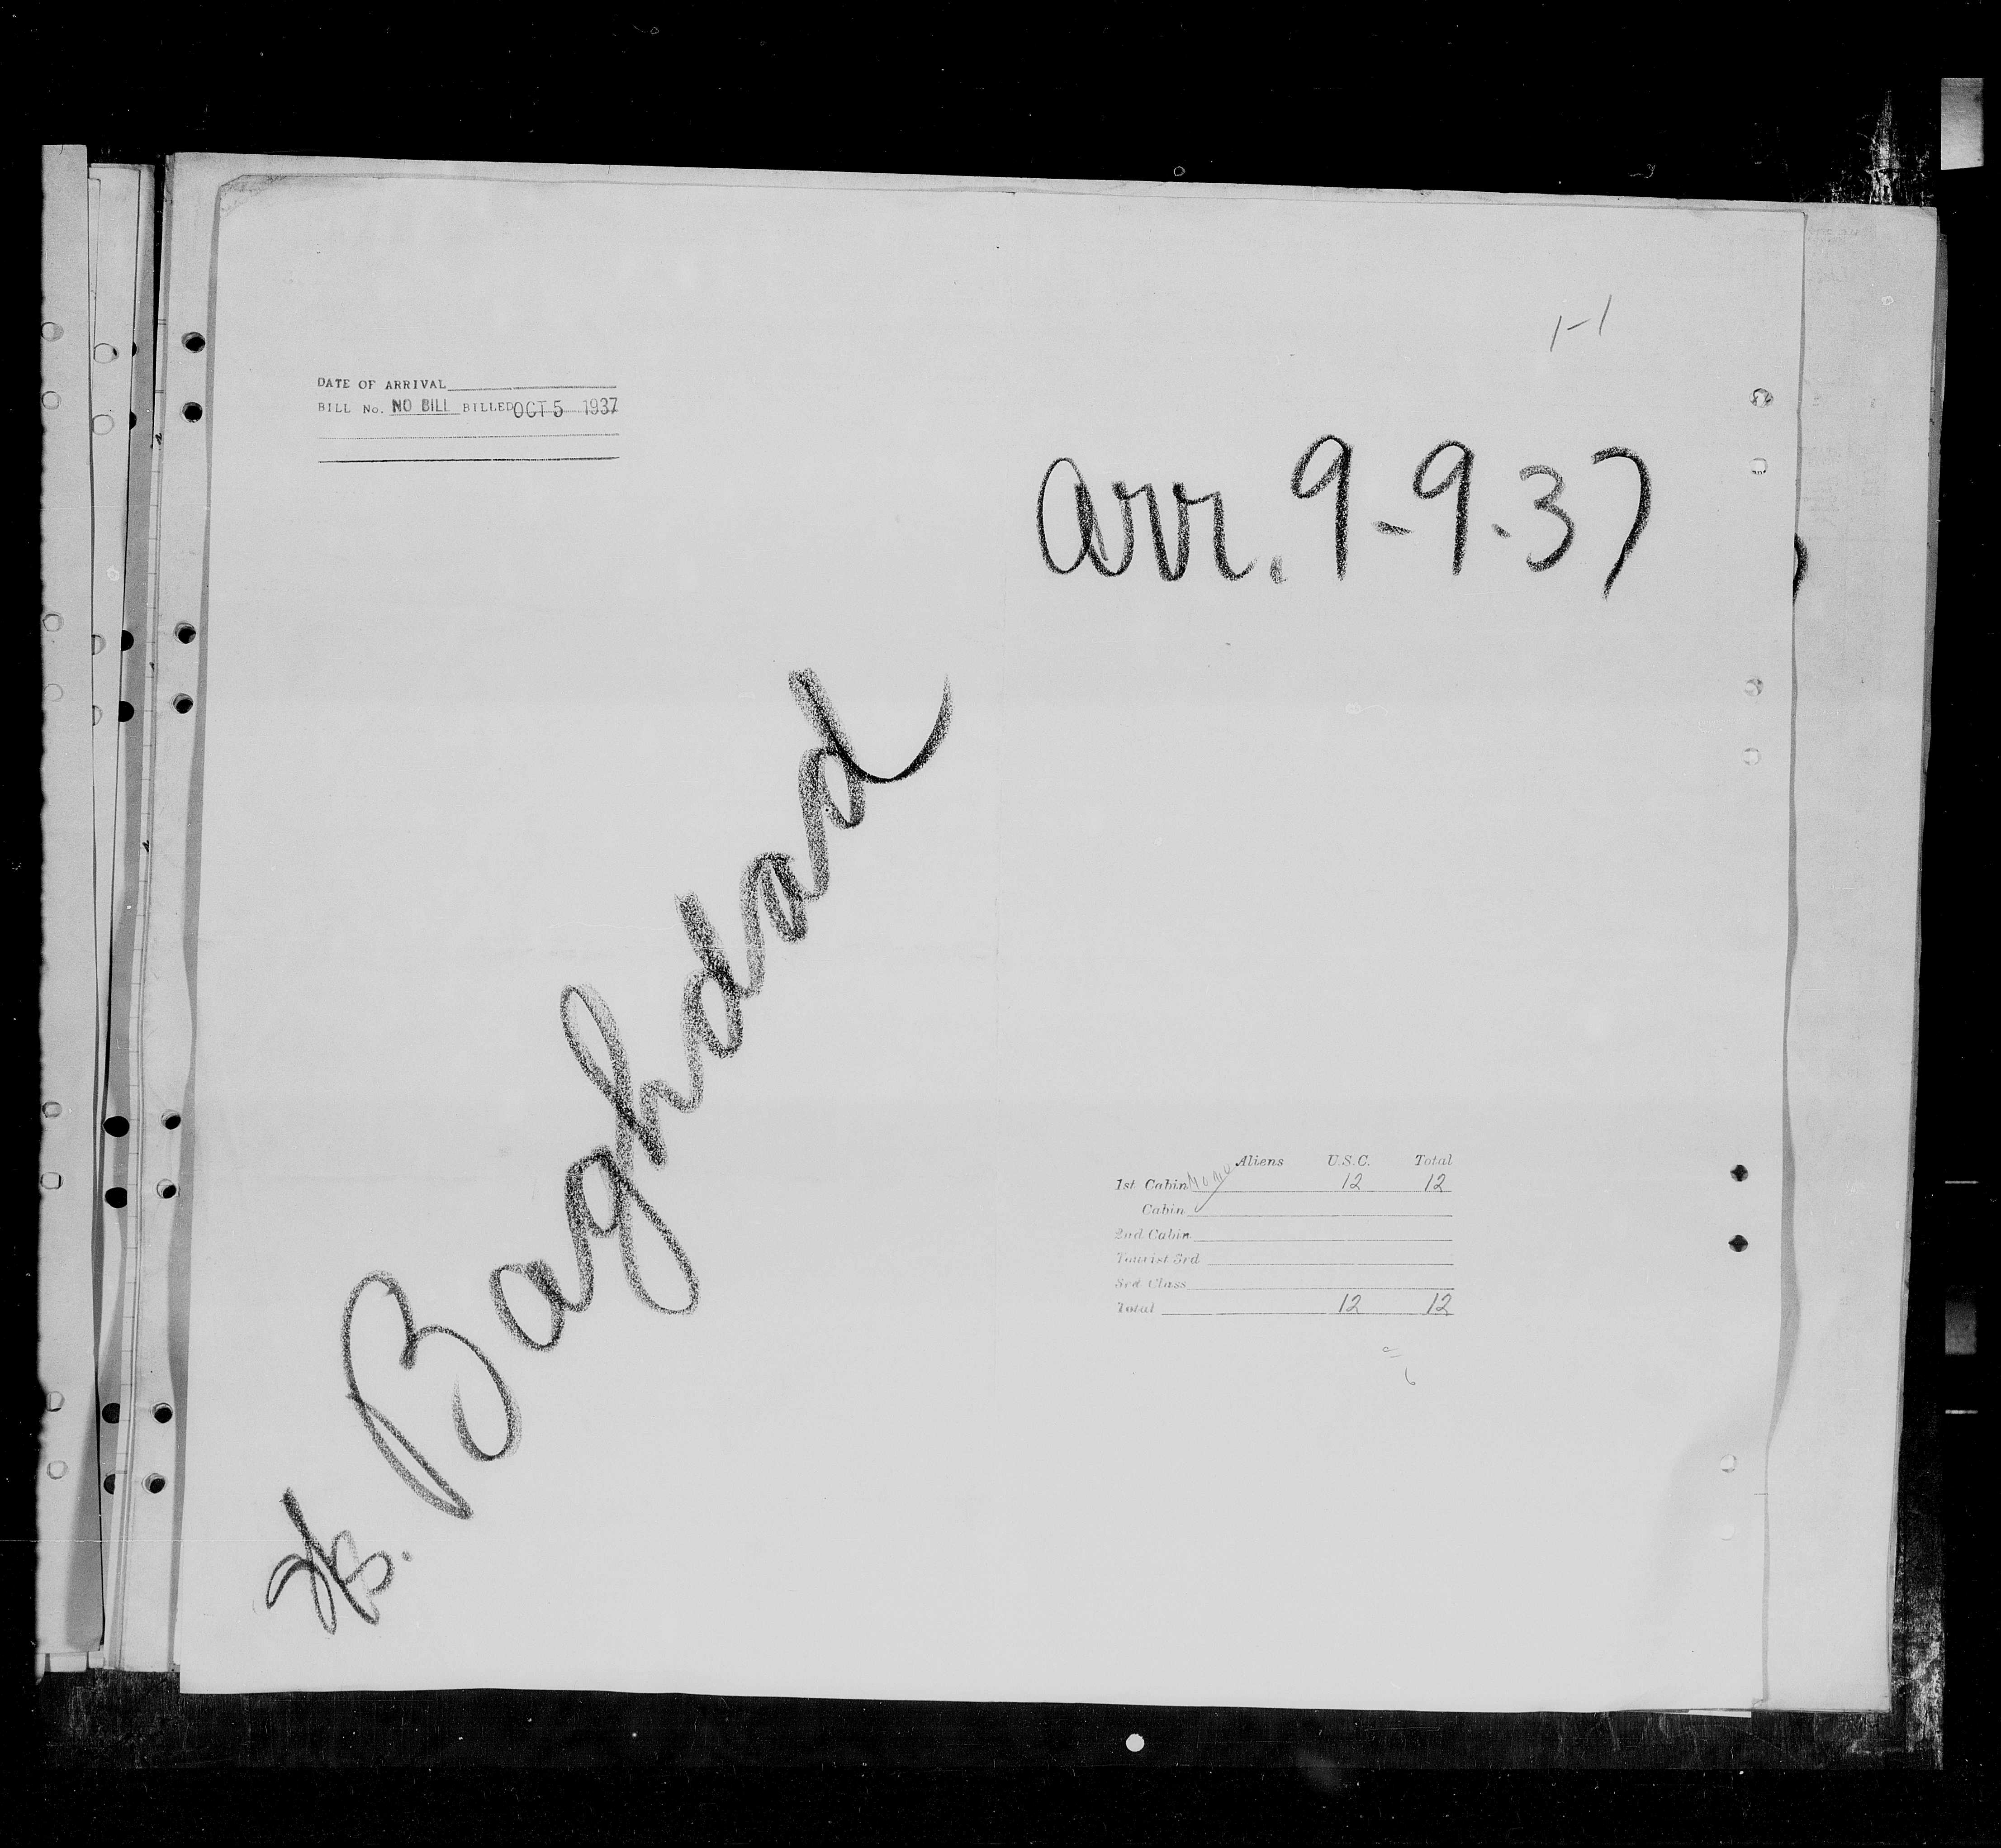 1-1
DATE OF ARRIVAL
BILL No. NO BILL BILLED OCT 5 1937
arr. 9-9-37
Baghdad
Aliens U.S.C. Total
1st Cabin None 12 12
Cabin
2nd Cabin
Tourist 3rd
3rd Class
Total 12 12